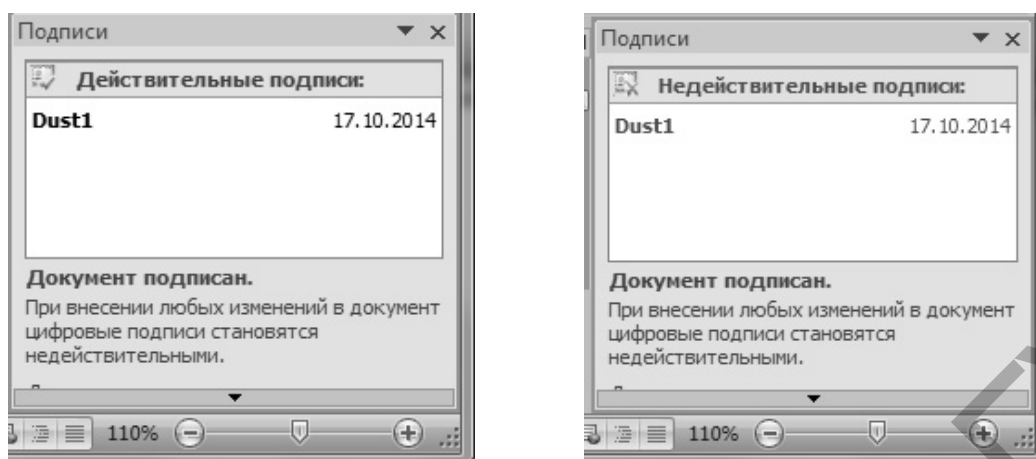 Подписи
Действительные подписи:
Dust1 17.10.2014
Документ подписан.
При внесении любых изменений в документ
цифровые подписи становятся
недействительными.
110%
Подписи
Недействительные подписи:
Dust1 17.10.2014
Документ подписан.
При внесении любых изменений в документ
цифровые подписи становятся
недействительными.
110%